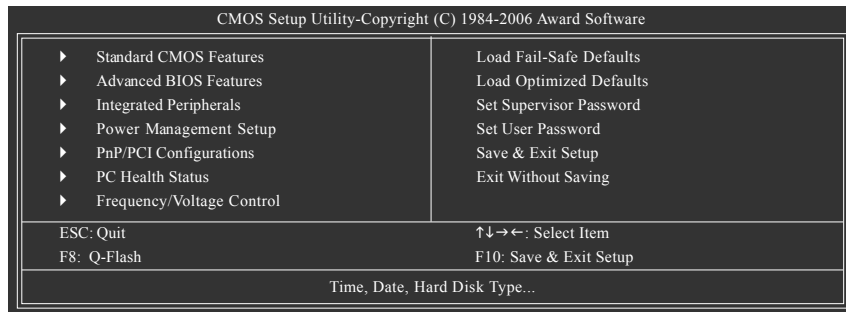 CMOS Setup Utility-Copyright (C) 1984-2006 Award Software
Standard CMOS Features
Advanced BIOS Features
Integrated Peripherals
Power Management Setup
PnP/PCI Configurations
PC Health Status
Frequency/Voltage Control
Load Fail-Safe Defaults
Load Optimized Defaults
Set Supervisor Password
Set User Password
Save & Exit Setup
Exit Without Saving
ESC: Quit
↑↓→←: Select Item
F8: Q-Flash
F10: Save & Exit Setup
Time, Date, Hard Disk Type...